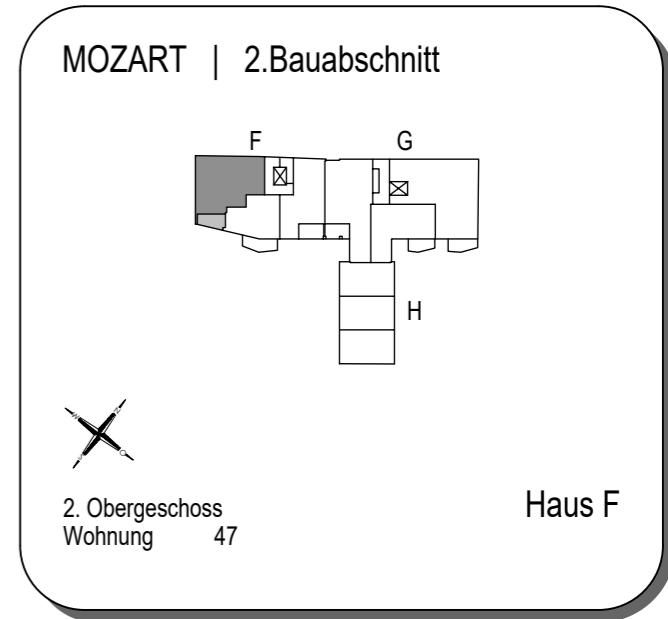 MOZART | 2.Bauabschnitt
F
G
H
N
W
O
S
2. Obergeschoss
Wohnung 47
Haus F